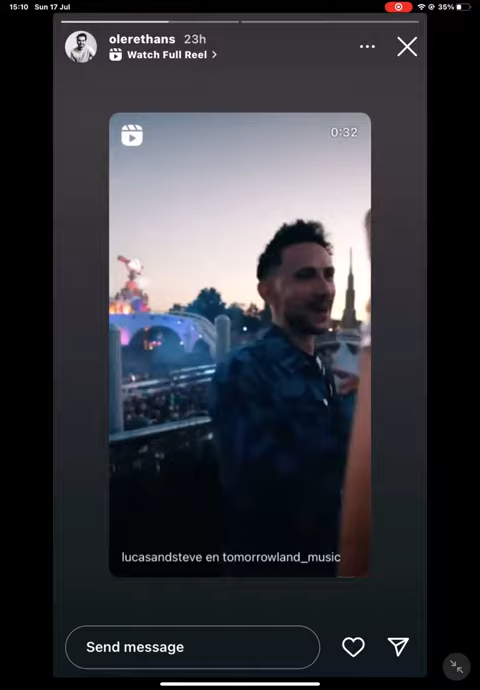 15:10 Sun 17 Jul
35%
olerethans 23h
Watch Full Reel
0:32
lucasandsteve en tomorrowland_music
Send message